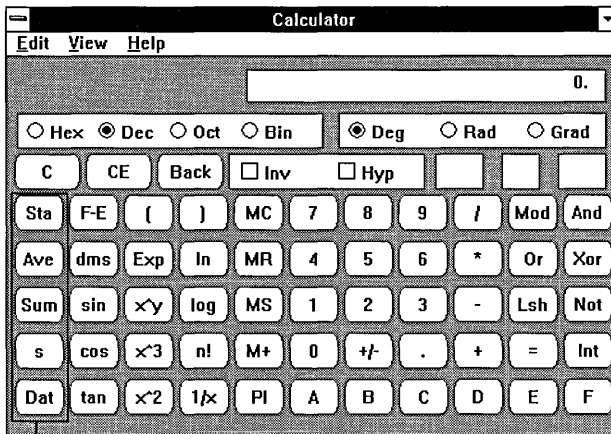 Calculator
Edit View Help
0.
Hex Dec Oct Bin Deg Rad Grad
C CE Back Inv Hyp
Sta F-E ( ) MC 7 8 9 / Mod And
Ave dms Exp ln MR 4 5 6 * Or Xor
Sum sin x^y log MS 1 2 3 - Lsh Not
s cos x^3 n! M+ 0 +/- . + = Int
Dat tan x^2 1/x PI A B C D E F